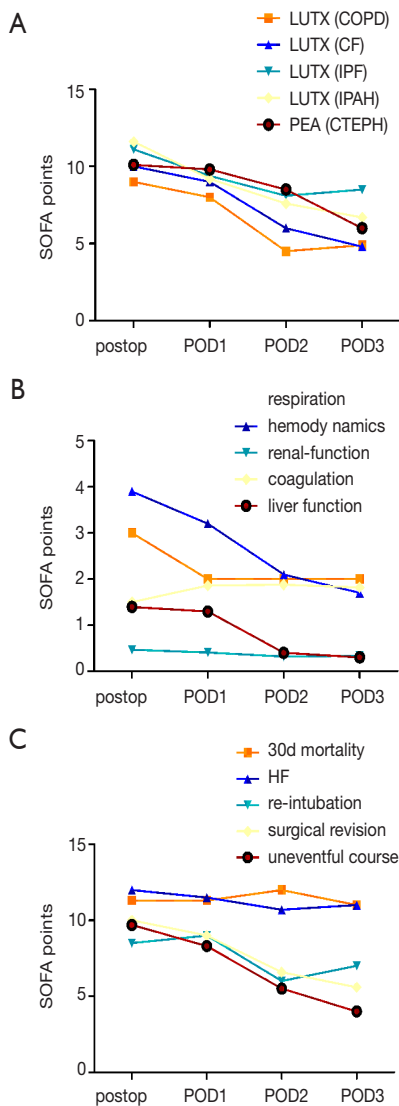 A
LUTX (COPD)
LUTX (CF)
LUTX (IPF)
LUTX (IPAH)
PEA (CTEPH)
15
10
5
0
SOFA points
postop POD1 POD2 POD3
B
respiration
hemody namics
renal-function
coagulation
liver function
5
4
3
2
1
0
SOFA points
postop POD1 POD2 POD3
C
30d mortality
HF
re-intubation
surgical revision
uneventful course
15
10
5
0
SOFA points
postop POD1 POD2 POD3